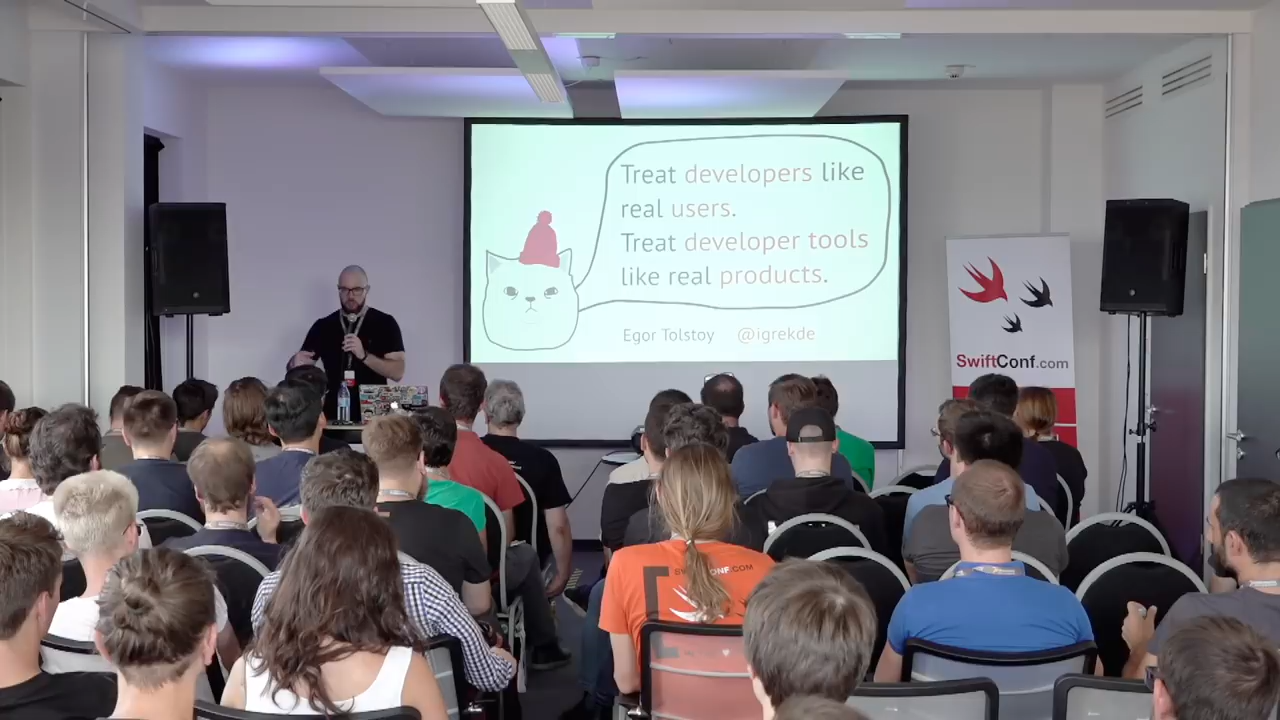 Treat developers like
real users.
Treat developer tools
like real products.
Egor Tolstoy @igrekde
SwiftConf.com